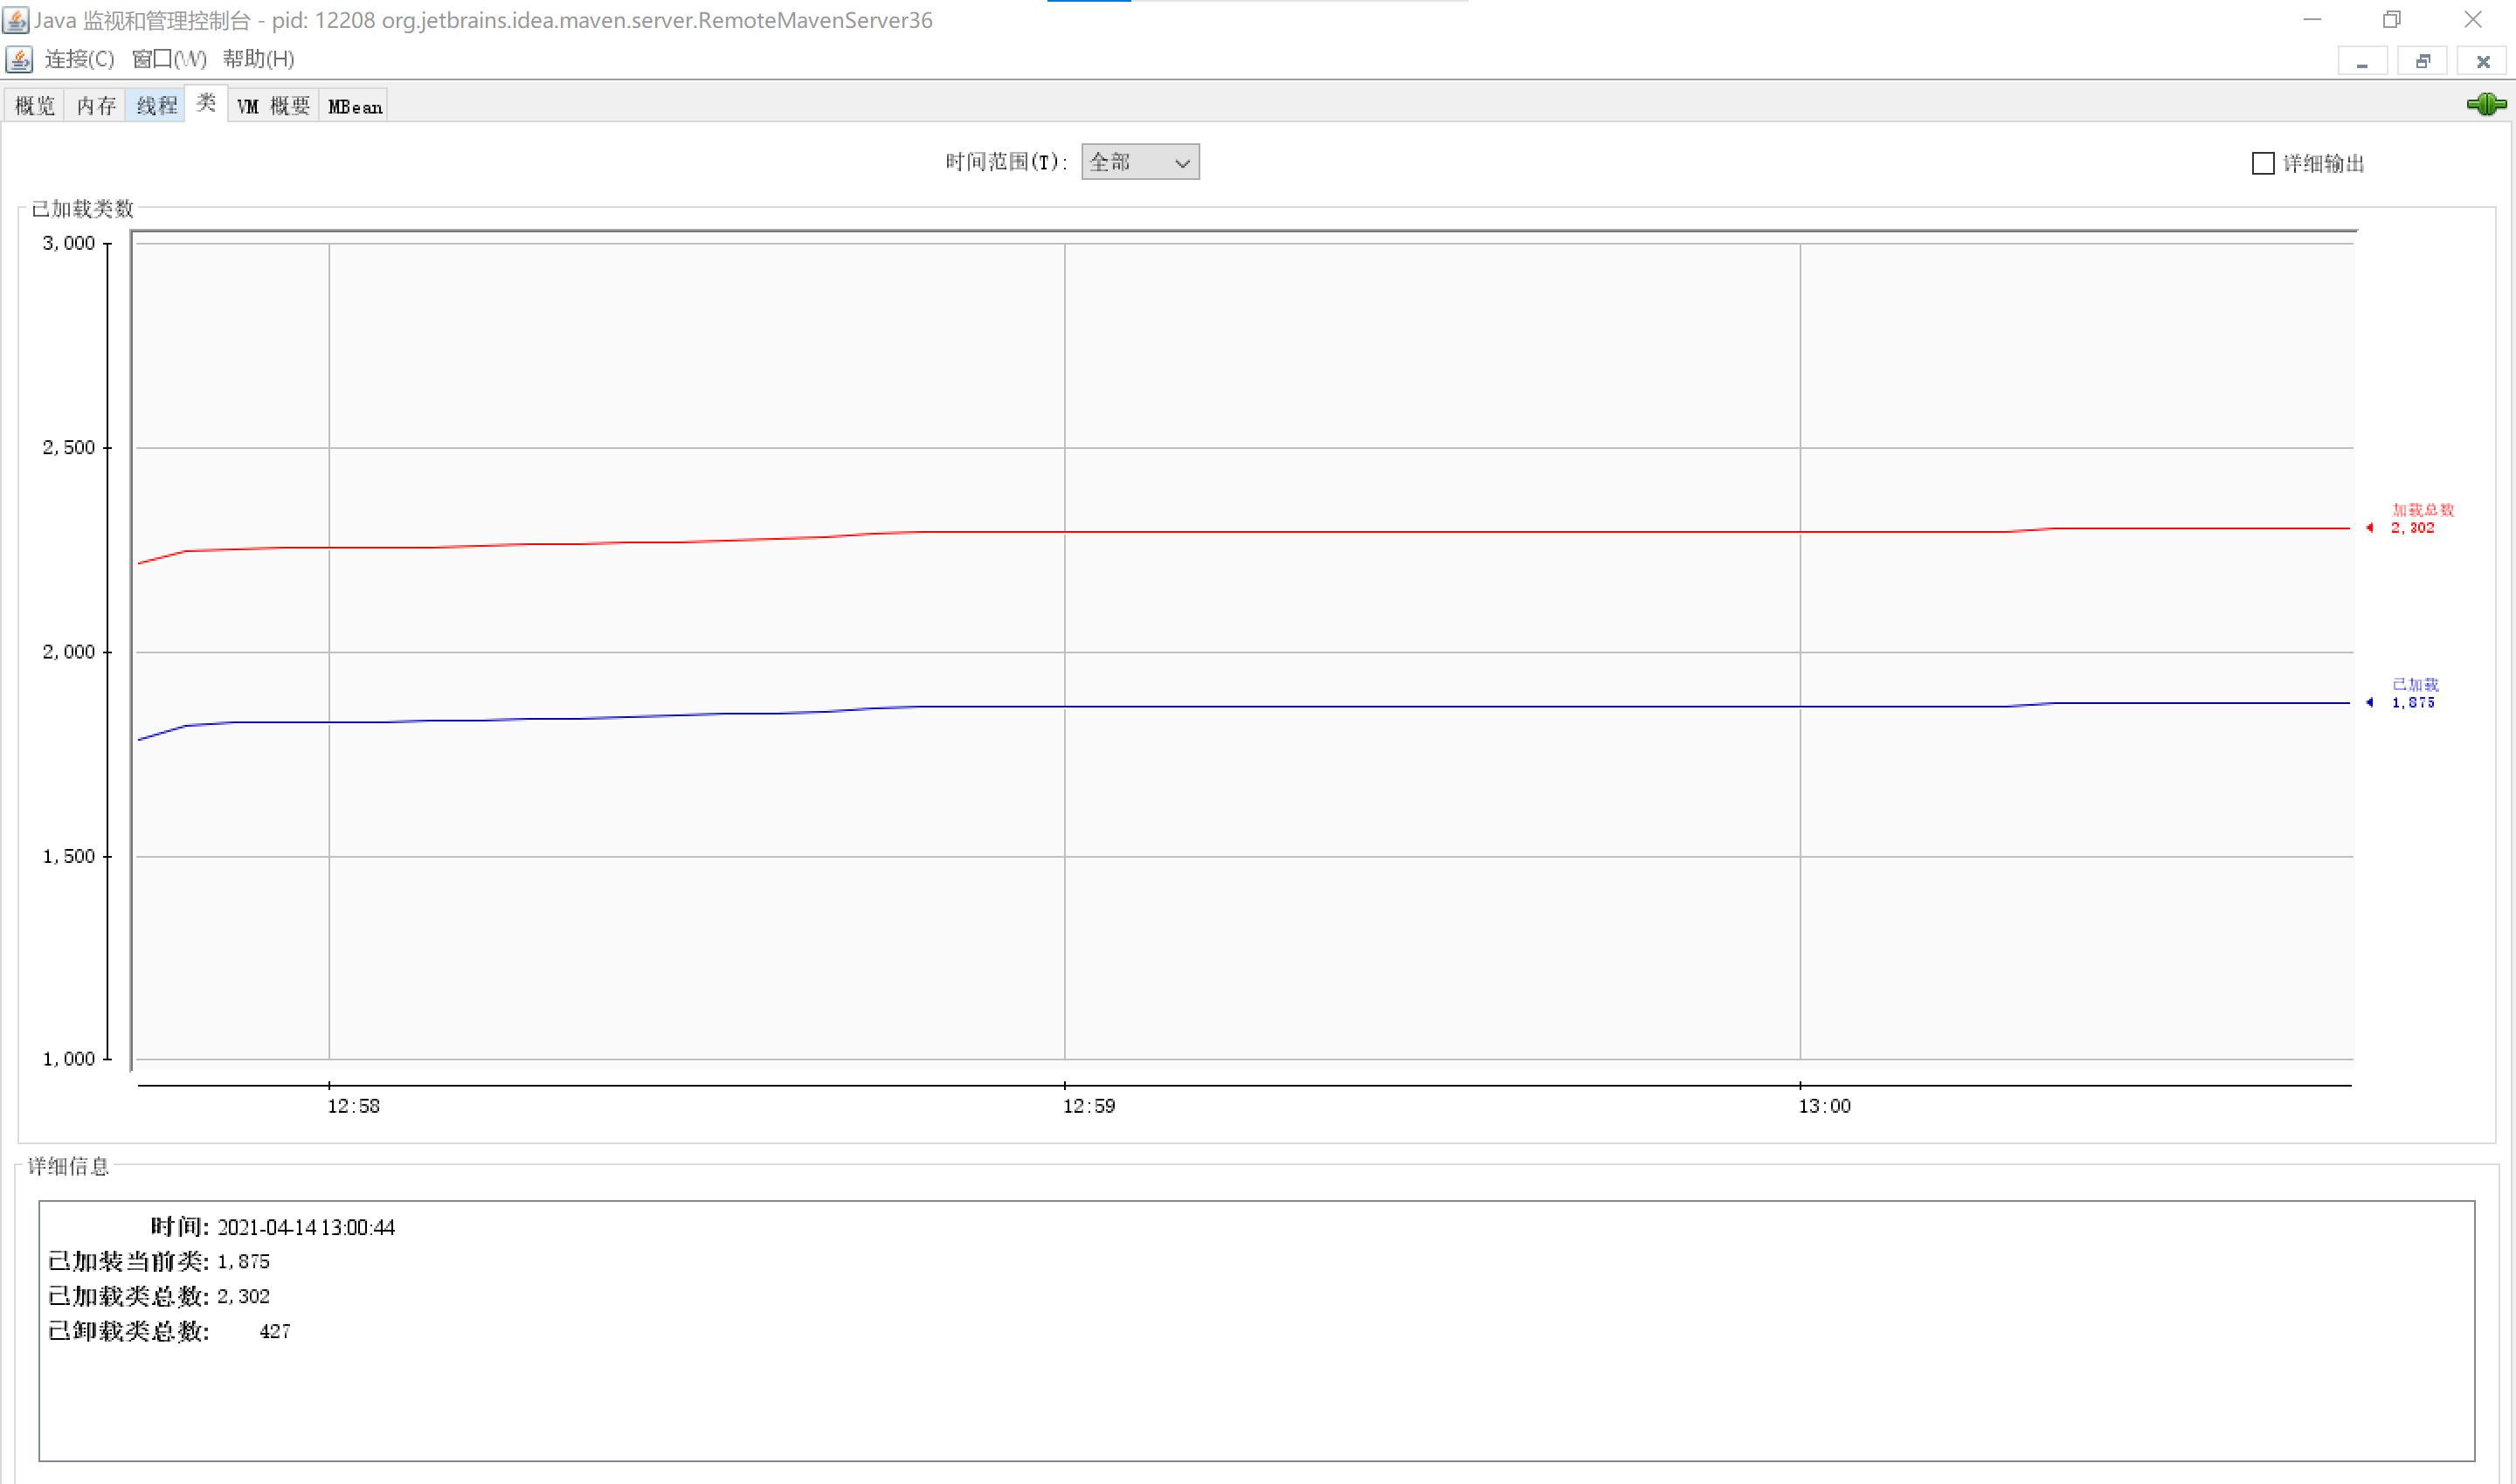 Java 监视和管理控制台 - pid: 12208 org.jetbrains.idea.maven.server.RemoteMavenServer36
连接(C) 窗口(W) 帮助(H)
概览 内存 线程 类 VM 概要 MBean
时间范围(T): 全部 详细输出
已加载类数
3,000
2,500
加载总数
2,302
2,000
已加载
1,875
1,500
1,000
12:58 12:59 13:00
详细信息
时间: 2021-04-14 13:00:44
已加装当前类: 1,875
已加载类总数: 2,302
已卸载类总数: 427